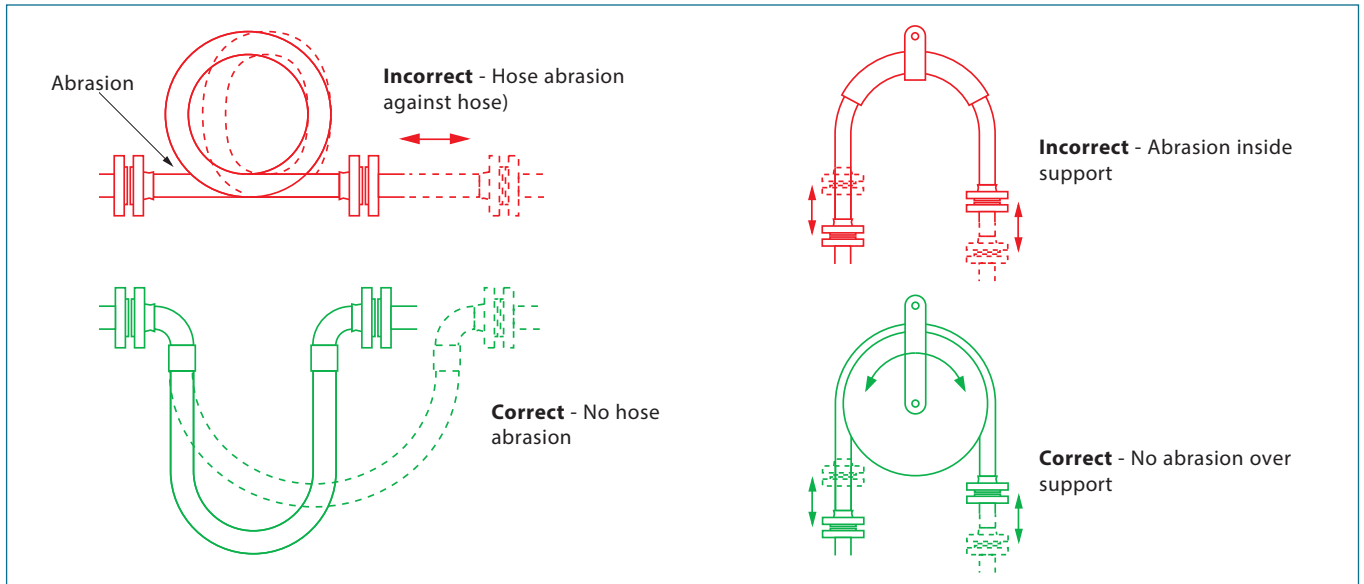 Abrasion
Incorrect - Hose abrasion
against hose)
Incorrect - Abrasion inside
support
Correct - No hose
abrasion
Correct - No abrasion over
support